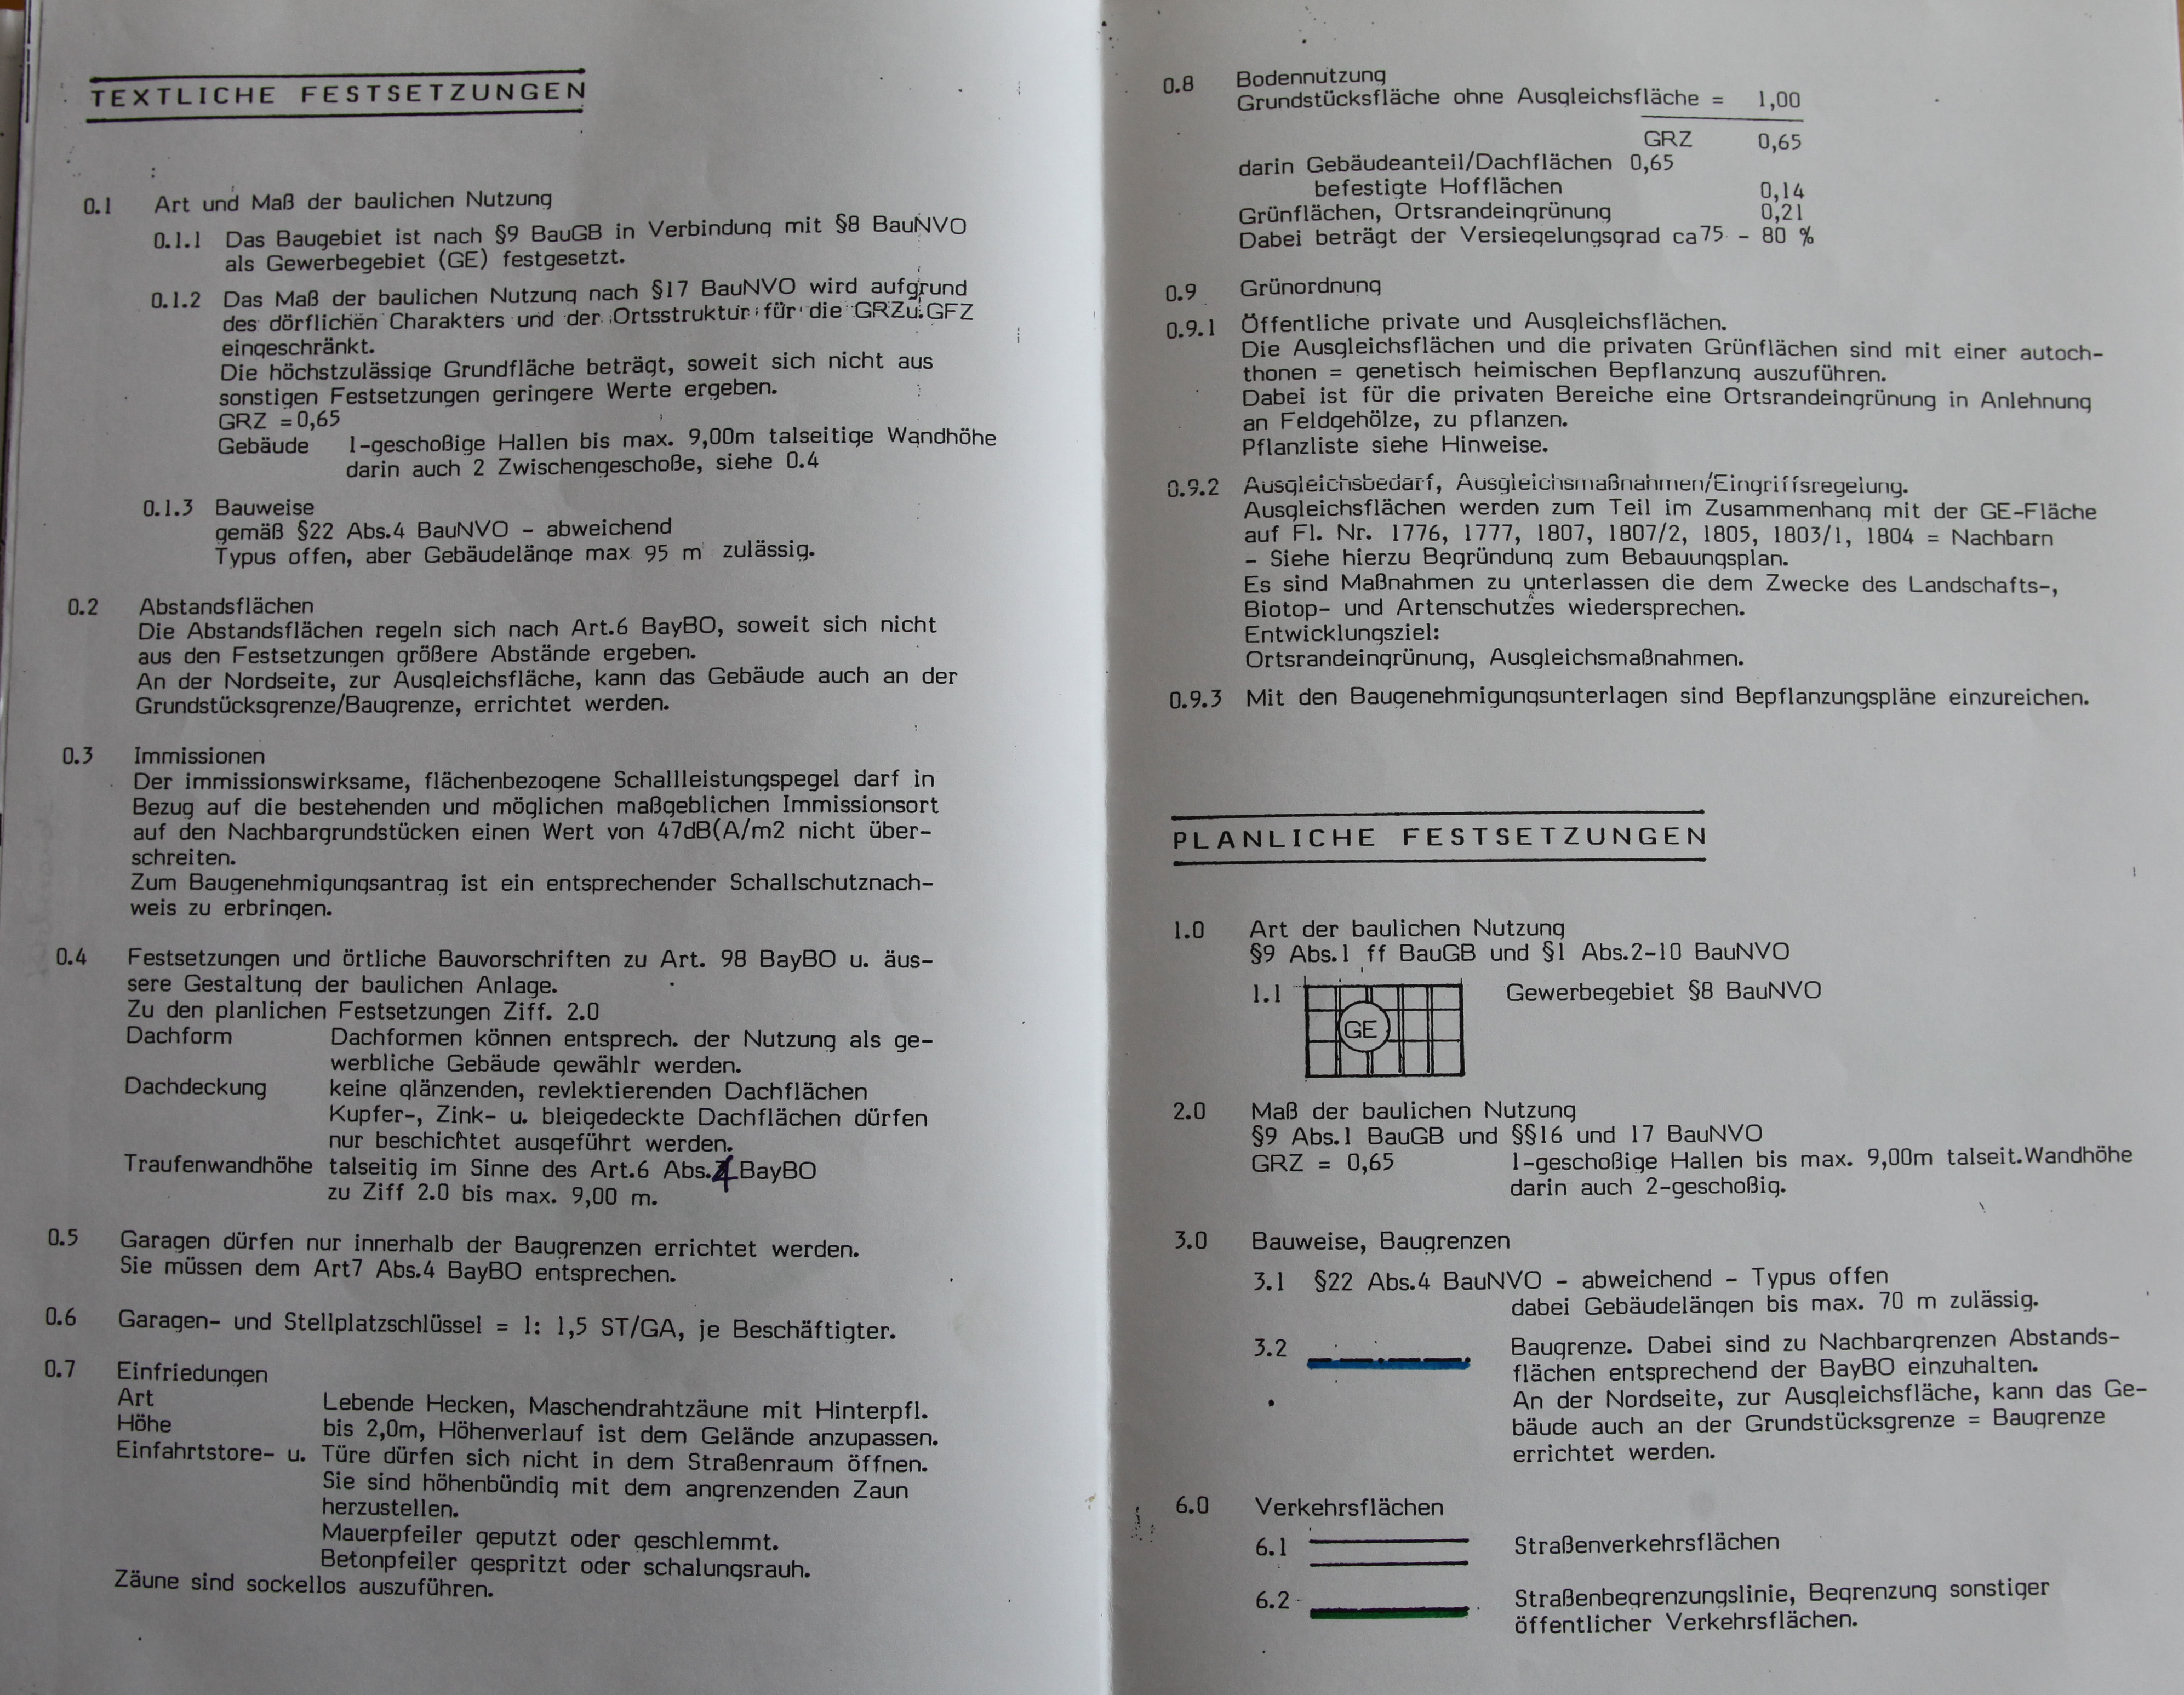 TEXTLICHE FESTSETZUNGEN
0.1 Art und Maß der baulichen Nutzung
0.1.1 Das Baugebiet ist nach §9 BauGB in Verbindung mit §8 BauNVO
als Gewerbegebiet (GE) festgesetzt.
0.1.2 Das Maß der baulichen Nutzung nach §17 BauNVO wird aufgrund
des dörflichen Charakters und der Ortsstruktur für die GRZu.GFZ
eingeschränkt.
Die höchstzulässige Grundfläche beträgt, soweit sich nicht aus
sonstigen Festsetzungen geringere Werte ergeben.
GRZ =0,65
Gebäude 1-geschoßige Hallen bis max. 9,00m talseitige Wandhöhe
darin auch 2 Zwischengeschoße, siehe 0.4
0.1.3 Bauweise
gemäß §22 Abs.4 BauNVO - abweichend
Typus offen, aber Gebäudelänge max 95 m zulässig.
0.2 Abstandsflächen
Die Abstandsflächen regeln sich nach Art.6 BayBO, soweit sich nicht
aus den Festsetzungen größere Abstände ergeben.
An der Nordseite, zur Ausgleichsfläche, kann das Gebäude auch an der
Grundstücksgrenze/Baugrenze, errichtet werden.
0.3 Immissionen
Der immissionswirksame, flächenbezogene Schallleistungspegel darf in
Bezug auf die bestehenden und möglichen maßgeblichen Immissionsort
auf den Nachbargrundstücken einen Wert von 47dB(A/m2 nicht über-
schreiten.
Zum Baugenehmigungsantrag ist ein entsprechender Schallschutznach-
weis zu erbringen.
0.4 Festsetzungen und örtliche Bauvorschriften zu Art. 98 BayBO u. äus-
sere Gestaltung der baulichen Anlage.
Zu den planlichen Festsetzungen Ziff. 2.0
Dachform Dachformen können entsprech. der Nutzung als ge-
werbliche Gebäude gewählr werden.
Dachdeckung keine glänzenden, revlektierenden Dachflächen
Kupfer-, Zink- u. bleigedeckte Dachflächen dürfen
nur beschichtet ausgeführt werden.
Traufenwandhöhe talseitig im Sinne des Art.6 Abs.4 BayBO
zu Ziff 2.0 bis max. 9,00 m.
0.5 Garagen dürfen nur innerhalb der Baugrenzen errichtet werden.
Sie müssen dem Art7 Abs.4 BayBO entsprechen.
0.6 Garagen- und Stellplatzschlüssel = 1: 1,5 ST/GA, je Beschäftigter.
0.7 Einfriedungen
Art Lebende Hecken, Maschendrahtzäune mit Hinterpfl.
Höhe bis 2,0m, Höhenverlauf ist dem Gelände anzupassen.
Einfahrtstore- u. Türe dürfen sich nicht in dem Straßenraum öffnen.
Sie sind höhenbündig mit dem angrenzenden Zaun
herzustellen.
Mauerpfeiler geputzt oder geschlemmt.
Betonpfeiler gespritzt oder schalungsrauh.
Zäune sind sockellos auszuführen.
0.8 Bodennutzung
Grundstücksfläche ohne Ausgleichsfläche = 1,00
GRZ 0,65
darin Gebäudeanteil/Dachflächen 0,65
befestigte Hofflächen 0,14
Grünflächen, Ortsrandeingrünung 0,21
Dabei beträgt der Versiegelungsgrad ca 75 - 80 %
0.9 Grünordnung
0.9.1 Öffentliche private und Ausgleichsflächen.
Die Ausgleichsflächen und die privaten Grünflächen sind mit einer autoch-
thonen = genetisch heimischen Bepflanzung auszuführen.
Dabei ist für die privaten Bereiche eine Ortsrandeingrünung in Anlehnung
an Feldgehölze, zu pflanzen.
Pflanzliste siehe Hinweise.
0.9.2 Ausgleichsbedarf, Ausgleichsmaßnahmen/Eingriffsregelung.
Ausgleichsflächen werden zum Teil im Zusammenhang mit der GE-Fläche
auf Fl. Nr. 1776, 1777, 1807, 1807/2, 1805, 1803/1, 1804 = Nachbarn
- Siehe hierzu Begründung zum Bebauungsplan.
Es sind Maßnahmen zu unterlassen die dem Zwecke des Landschafts-,
Biotop- und Artenschutzes wiedersprechen.
Entwicklungsziel:
Ortsrandeingrünung, Ausgleichsmaßnahmen.
0.9.3 Mit den Baugenehmigungsunterlagen sind Bepflanzungspläne einzureichen.
PLANLICHE FESTSETZUNGEN
1.0 Art der baulichen Nutzung
§9 Abs.1 ff BauGB und §1 Abs.2-10 BauNVO
1.1 GE Gewerbegebiet §8 BauNVO
2.0 Maß der baulichen Nutzung
§9 Abs.1 BauGB und §§16 und 17 BauNVO
GRZ = 0,65 1-geschoßige Hallen bis max. 9,00m talseit.Wandhöhe
darin auch 2-geschoßig.
3.0 Bauweise, Baugrenzen
3.1 §22 Abs.4 BauNVO - abweichend - Typus offen
dabei Gebäudelängen bis max. 70 m zulässig.
3.2 Baugrenze. Dabei sind zu Nachbargrenzen Abstands-
flächen entsprechend der BayBO einzuhalten.
An der Nordseite, zur Ausgleichsfläche, kann das Ge-
bäude auch an der Grundstücksgrenze = Baugrenze
errichtet werden.
6.0 Verkehrsflächen
6.1 Straßenverkehrsflächen
6.2 Straßenbegrenzungslinie, Begrenzung sonstiger
öffentlicher Verkehrsflächen.